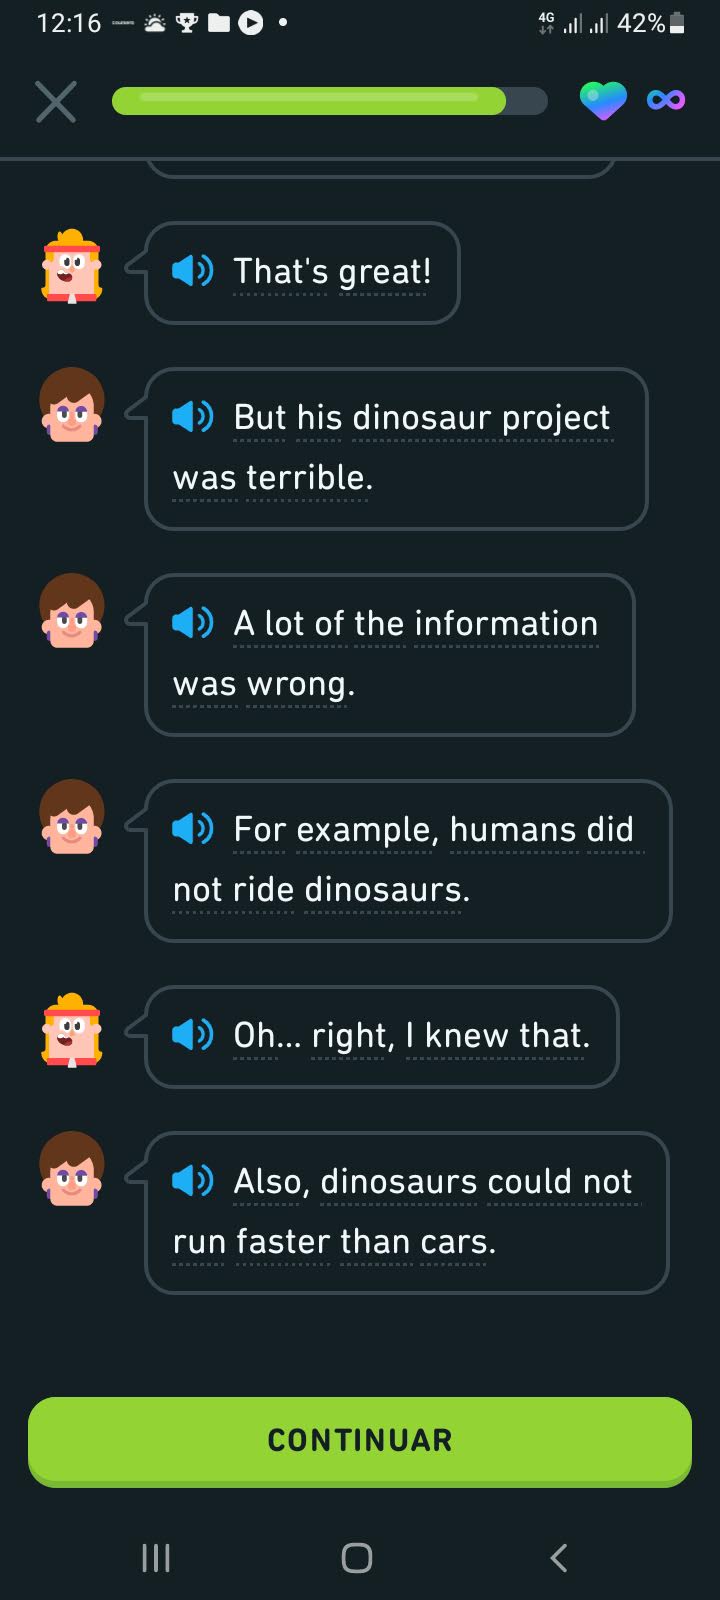 12:16
4G
42%
That's great!
But his dinosaur project
was terrible.
A lot of the information
was wrong.
For example, humans did
not ride dinosaurs.
Oh... right, I knew that.
Also, dinosaurs could not
run faster than cars.
CONTINUAR